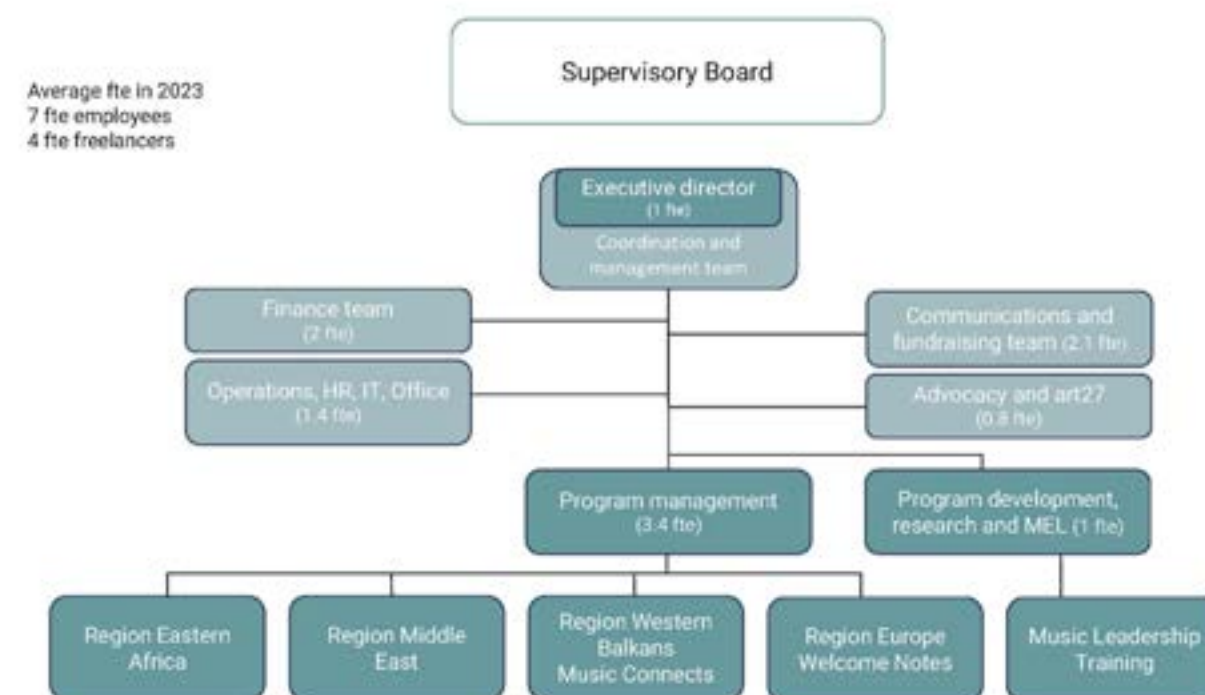 Average fte in 2023
7 fte employees
4 fte freelancers
Supervisory Board
Executive director
(1 fte)
Coordination and
management team
Finance team
(2 fte)
Communications and
fundraising team (2.1 fte)
Operations, HR, IT, Office
(1.4 fte)
Advocacy and art27
(0.8 fte)
Program management
(3.4 fte)
Program development,
research and MEL (1 fte)
Region Eastern
Africa
Region Middle
East
Region Western
Balkans
Music Connects
Region Europe
Welcome Notes
Music Leadership
Training